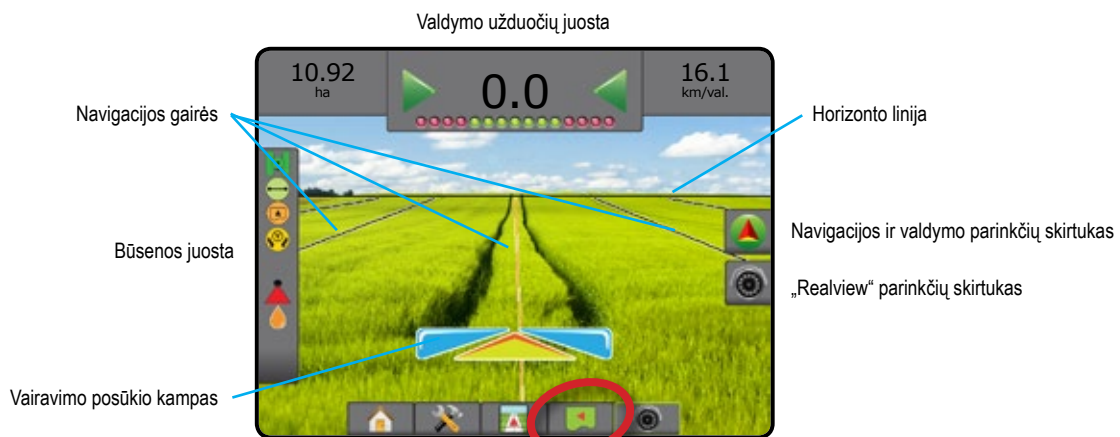 Valdymo užduočių juosta
10.92
ha
0.0
16.1
km/val.
Navigacijos gairės
Horizonto linija
Navigacijos ir valdymo parinkčių skirtukas
Būsenos juosta
„Realview“ parinkčių skirtukas
Vairavimo posūkio kampas